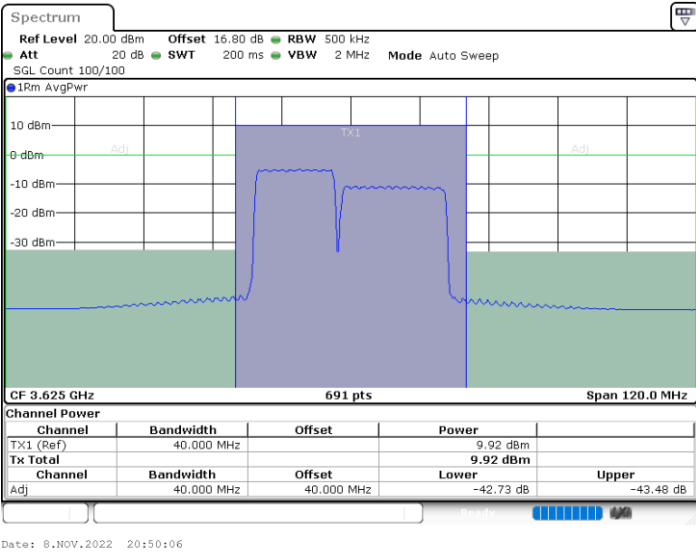 Spectrum
Ref Level 20.00 dBm Offset 16.80 dB RBW 500 kHz
Att 20 dB SWT 200 ms VBW 2 MHz Mode Auto Sweep
SGL Count 100/100
1Rm AvgPwr
10 dBm
TX1
Adj
Adj
0 dBm
-10 dBm
-20 dBm
-30 dBm
CF 3.625 GHz 691 pts Span 120.0 MHz
Channel Power
Channel Bandwidth Offset Power
TX1 (Ref) 40.000 MHz 9.92 dBm
Tx Total 9.92 dBm
Channel Bandwidth Offset Lower Upper
Adj 40.000 MHz 40.000 MHz -42.73 dB -43.48 dB
Ready
Date: 8.NOV.2022 20:50:06